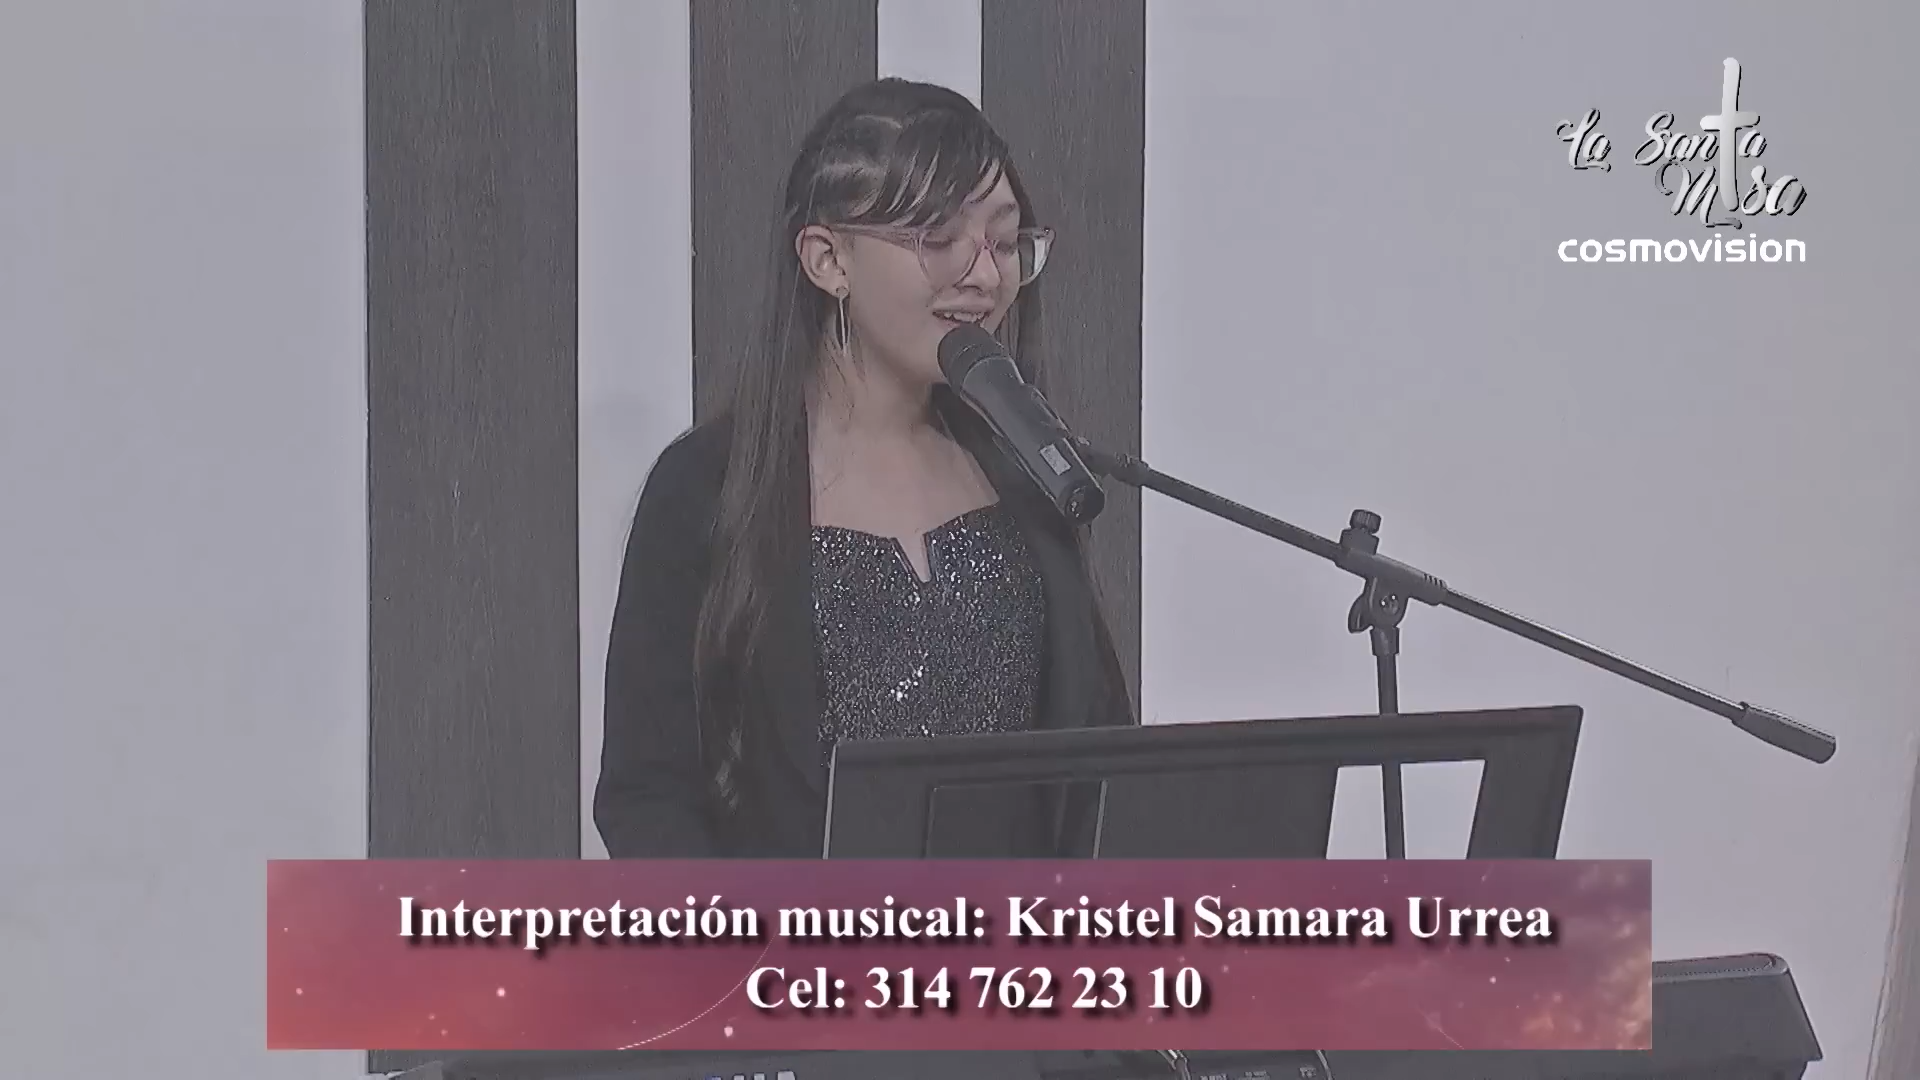 La Santa
Misa
cosmovision
Interpretación musical: Kristel Samara Urrea
Cel: 314 762 23 10